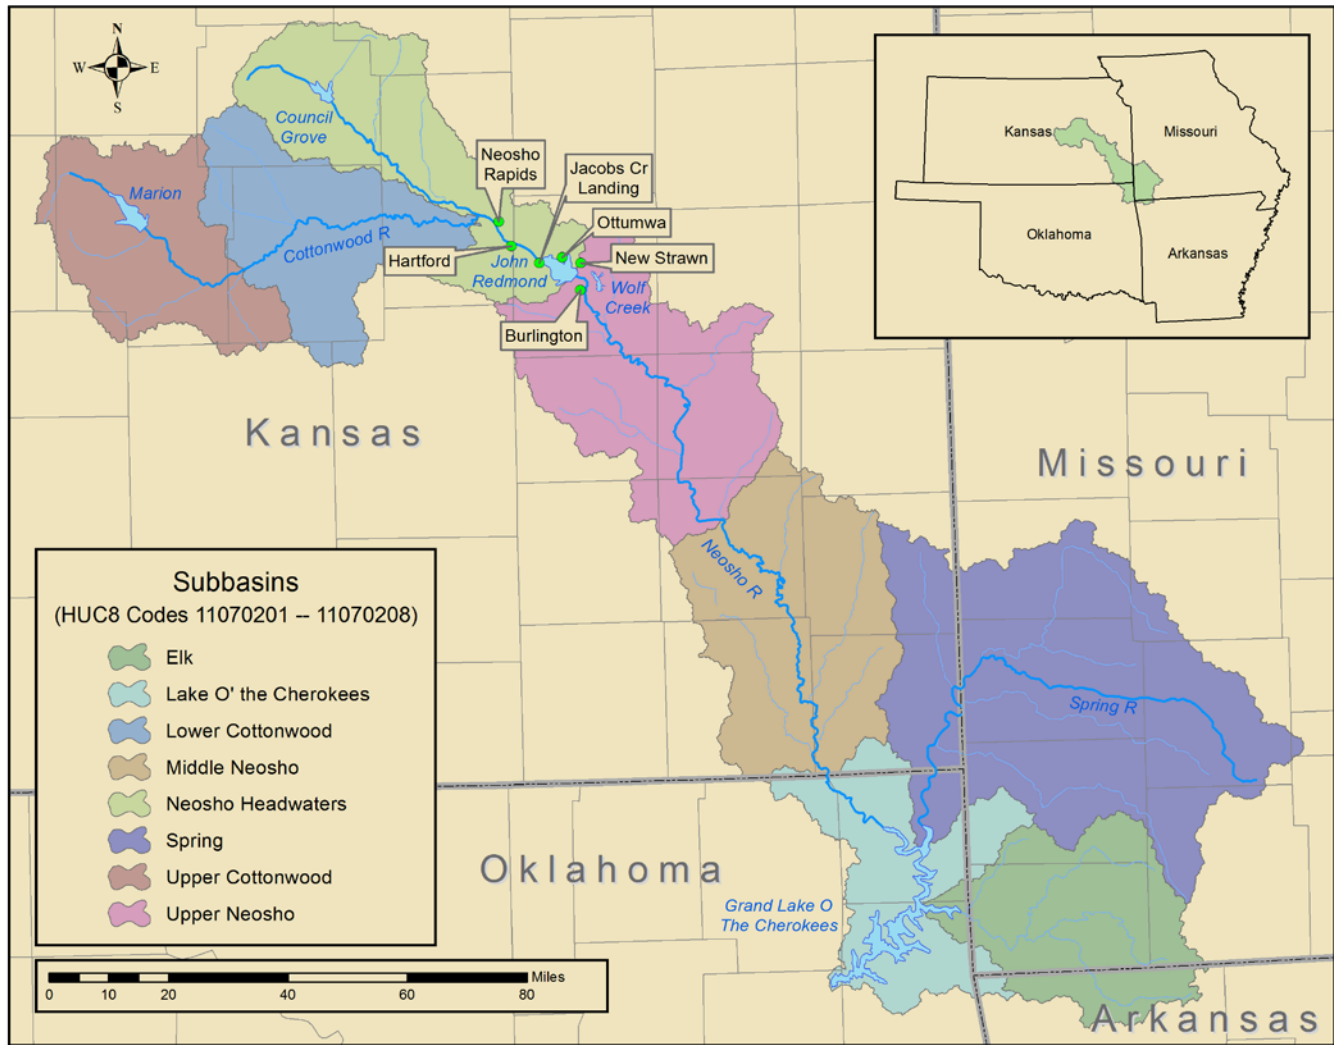 N
W
E
S
Council
Grove
Marion
Cottonwood R
Neosho
Rapids
Jacobs Cr
Landing
Ottumwa
New Strawn
Hartford
John
Redmond
Wolf
Creek
Burlington
Kansas
Missouri
Oklahoma
Arkansas
Kansas
Missouri
Neosho R
Spring R
Oklahoma
Grand Lake O
The Cherokees
Arkansas
Subbasins
(HUC8 Codes 11070201 -- 11070208)
Elk
Lake O' the Cherokees
Lower Cottonwood
Middle Neosho
Neosho Headwaters
Spring
Upper Cottonwood
Upper Neosho
Miles
0 10 20 40 60 80